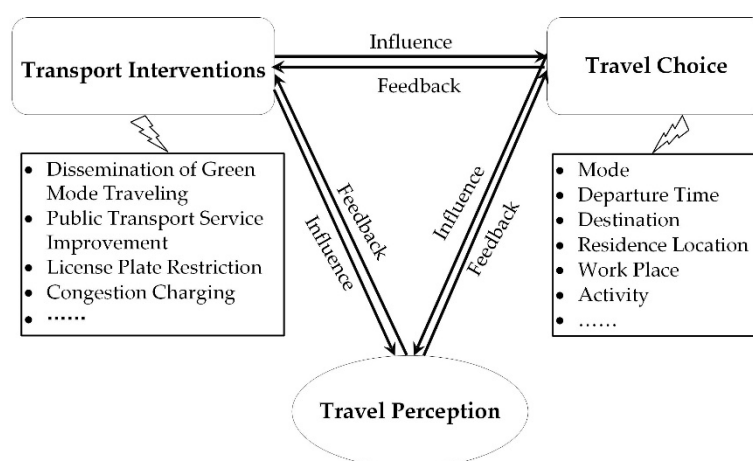 Transport Interventions
Influence
Feedback
Travel Choice
• Dissemination of Green
Mode Traveling
• Public Transport Service
Improvement
• License Plate Restriction
• Congestion Charging
• ······
Feedback
Influence
Influence
Feedback
• Mode
• Departure Time
• Destination
• Residence Location
• Work Place
• Activity
• ......
Travel Perception